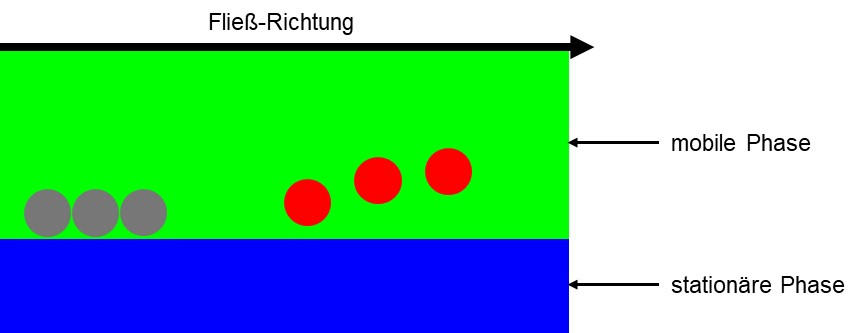 Fließ-Richtung
mobile Phase
stationäre Phase